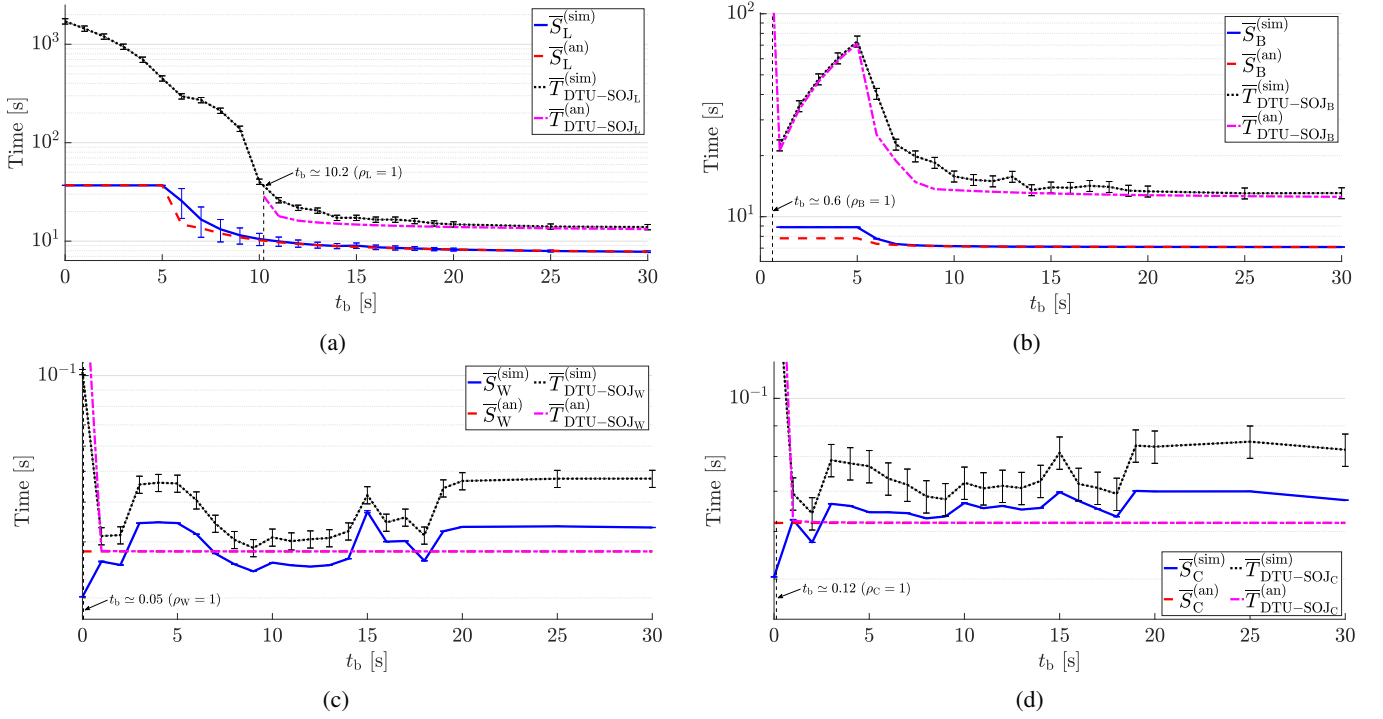 10^3
10^2
10^1
Time [s]
S̅_L^(sim)
S̅_L^(an)
T̅_DTU−SOJ_L^(sim)
T̅_DTU−SOJ_L^(an)
t_b ≃ 10.2 (ρ_L = 1)
0 5 10 15 20 25 30
t_b [s]
(a)
10^2
10^1
Time [s]
S̅_B^(sim)
S̅_B^(an)
T̅_DTU−SOJ_B^(sim)
T̅_DTU−SOJ_B^(an)
t_b ≃ 0.6 (ρ_B = 1)
0 5 10 15 20 25 30
t_b [s]
(b)
10^-1
Time [s]
S̅_W^(sim) T̅_DTU−SOJ_W^(sim)
S̅_W^(an) T̅_DTU−SOJ_W^(an)
t_b ≃ 0.05 (ρ_W = 1)
0 5 10 15 20 25 30
t_b [s]
(c)
10^-1
Time [s]
S̅_C^(sim) T̅_DTU−SOJ_C^(sim)
S̅_C^(an) T̅_DTU−SOJ_C^(an)
t_b ≃ 0.12 (ρ_C = 1)
0 5 10 15 20 25 30
t_b [s]
(d)